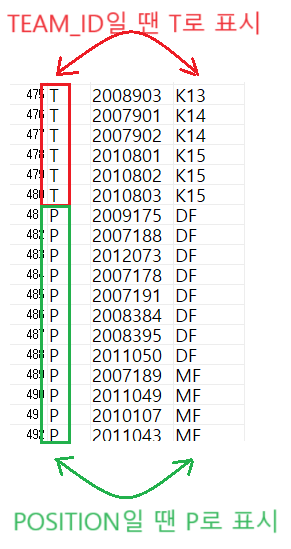 TEAM_ID일 땐 T로 표시
475 T 2008903 K13
476 T 2007901 K14
477 T 2007902 K14
478 T 2010801 K15
479 T 2010802 K15
480 T 2010803 K15
481 P 2009175 DF
482 P 2007188 DF
483 P 2012073 DF
484 P 2007178 DF
485 P 2007191 DF
486 P 2008384 DF
487 P 2008395 DF
488 P 2011050 DF
489 P 2007189 MF
490 P 2011049 MF
491 P 2010107 MF
492 P 2011043 MF
POSITION일 땐 P로 표시